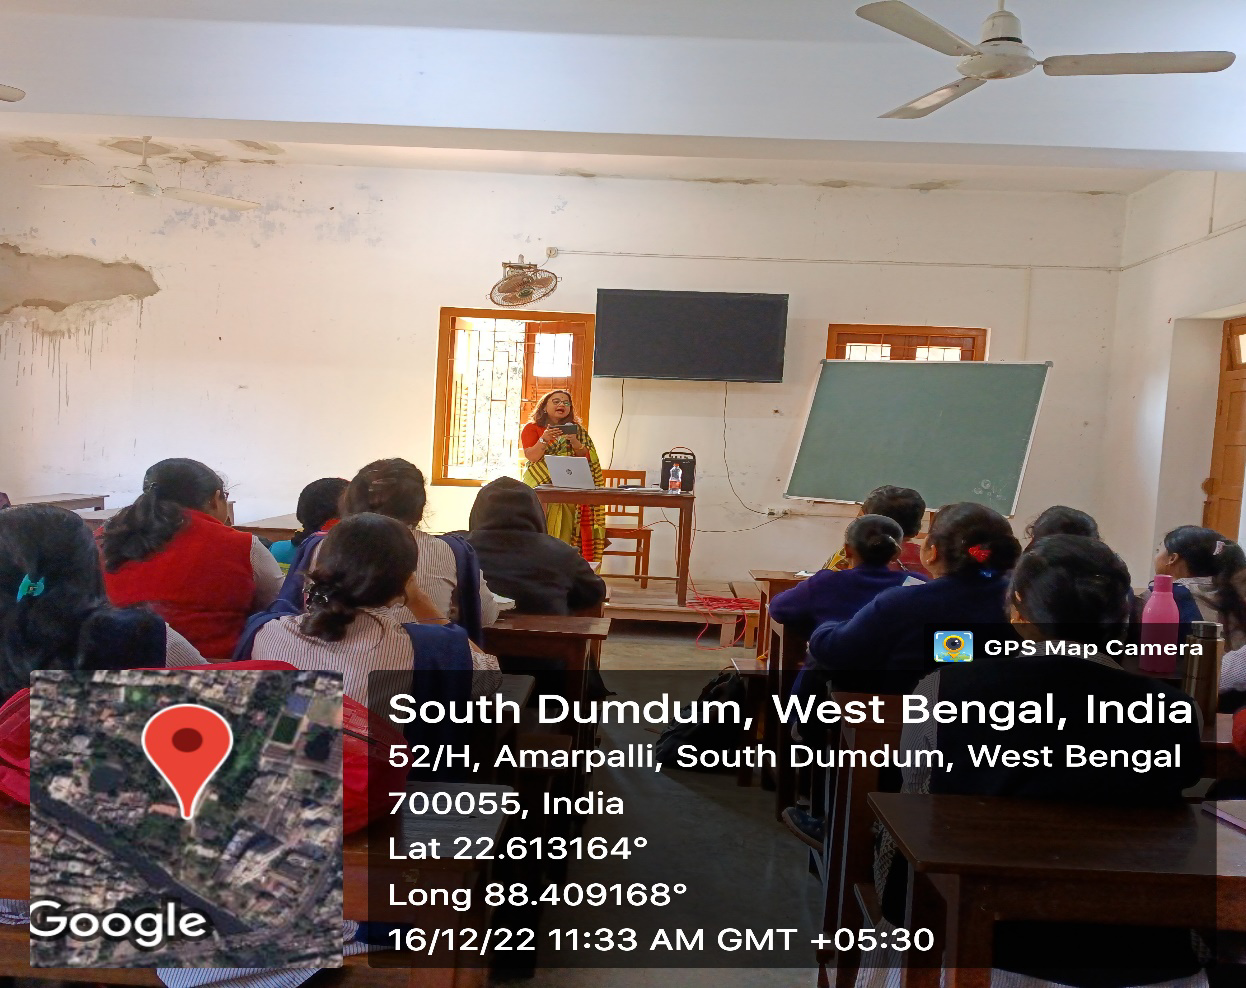 GPS Map Camera
South Dumdum, West Bengal, India
52/H, Amarpalli, South Dumdum, West Bengal
700055, India
Lat 22.613164°
Long 88.409168°
16/12/22 11:33 AM GMT +05:30
Google